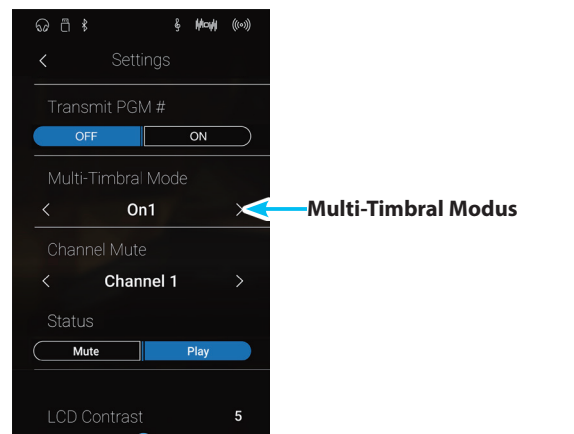 Settings
Transmit PGM #
OFF ON
Multi-Timbral Mode
On1
Multi-Timbral Modus
Channel Mute
Channel 1
Status
Mute Play
LCD Contrast 5